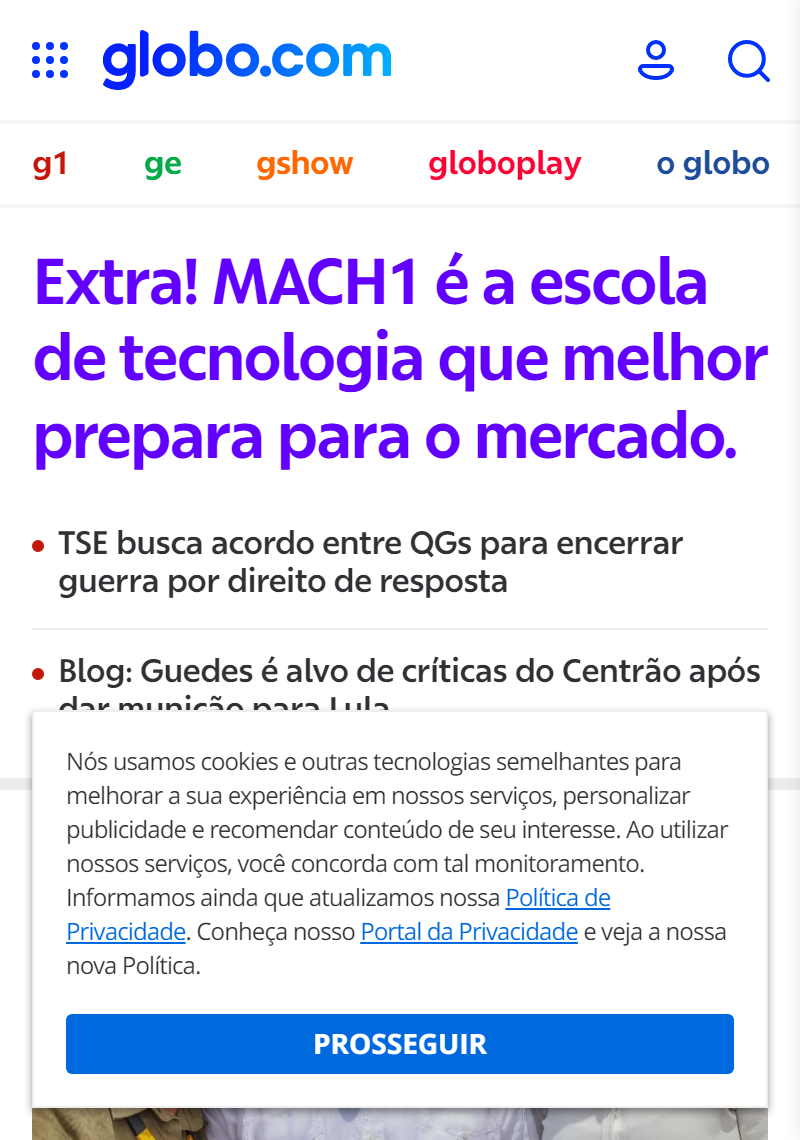 globo.com
g1 ge gshow globoplay o globo
Extra! MACH1 é a escola
de tecnologia que melhor
prepara para o mercado.
TSE busca acordo entre QGs para encerrar
guerra por direito de resposta
Blog: Guedes é alvo de críticas do Centrão após
dar munição para Lula
Nós usamos cookies e outras tecnologias semelhantes para
melhorar a sua experiência em nossos serviços, personalizar
publicidade e recomendar conteúdo de seu interesse. Ao utilizar
nossos serviços, você concorda com tal monitoramento.
Informamos ainda que atualizamos nossa Política de
Privacidade. Conheça nosso Portal da Privacidade e veja a nossa
nova Política.
PROSSEGUIR